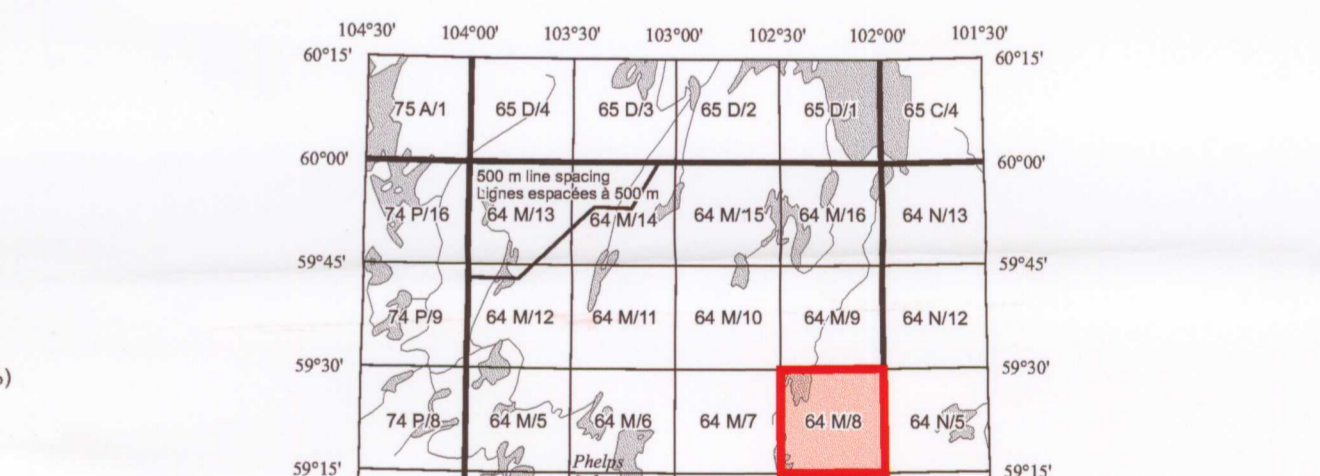 104°30' 104°00' 103°30' 103°00' 102°30' 102°00' 101°30'
60°15' 60°15'
75 A/1 65 D/4 65 D/3 65 D/2 65 D/1 65 C/4
60°00' 60°00'
500 m line spacing
Lignes espacées à 500 m
74 P/16 64 M/13 64 M/14 64 M/15 64 M/16 64 N/13
59°45' 59°45'
74 P/9 64 M/12 64 M/11 64 M/10 64 M/9 64 N/12
59°30' 59°30'
74 P/8 64 M/5 64 M/6 64 M/7 64 M/8 64 N/5
Phelps
59°15' 59°15'